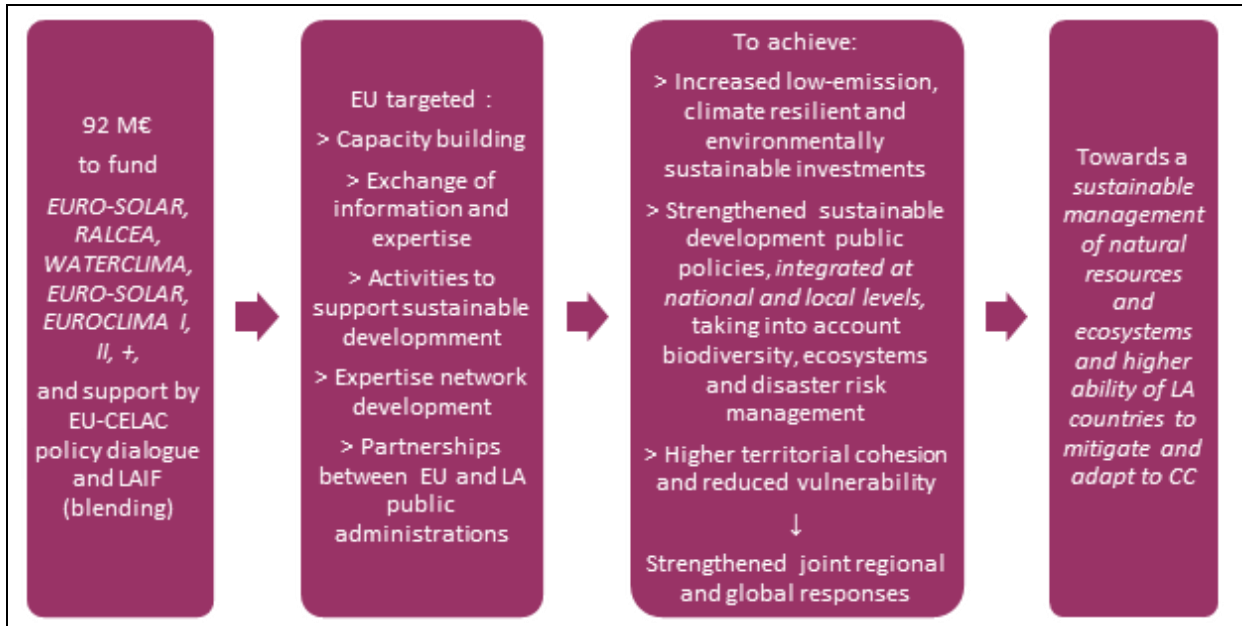 92 M€
to fund
EURO-SOLAR,
RALCEA,
WATERCLIMA,
EURO-SOLAR,
EUROCLIMA I,
II, +,
and support by
EU-CELAC
policy dialogue
and LAIF
(blending)
EU targeted :
> Capacity building
> Exchange of
information and
expertise
> Activities to
support sustainable
developmment
> Expertise network
development
> Partnerships
between EU and LA
public
administrations
To achieve:
> Increased low-emission,
climate resilient and
environmentally
sustainable investments
> Strengthened sustainable
development public
policies, integrated at
national and local levels,
taking into account
biodiversity, ecosystems
and disaster risk
management
> Higher territorial cohesion
and reduced vulnerability
↓
Strengthened joint regional
and global responses
Towards a
sustainable
management
of natural
resources
and
ecosystems
and higher
ability of LA
countries to
mitigate and
adapt to CC